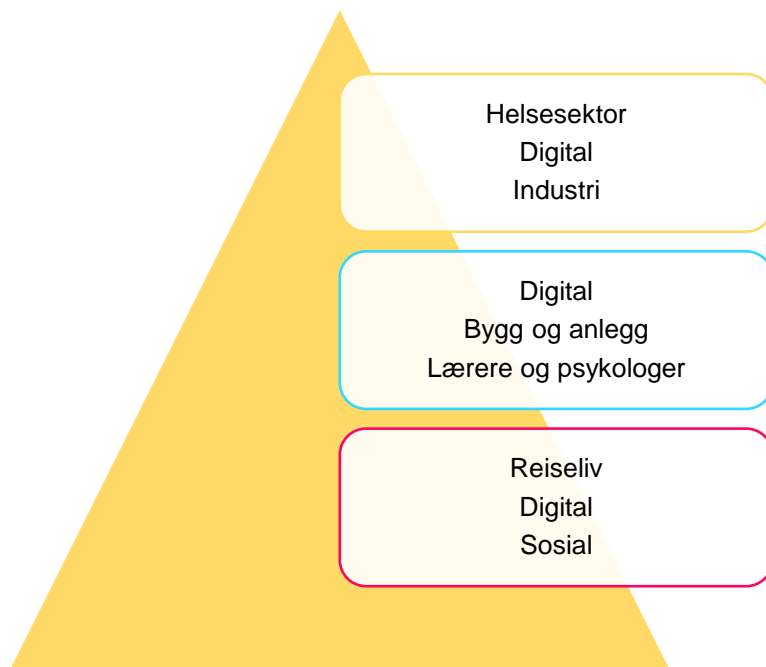 Helsesektor
Digital
Industri
Digital
Bygg og anlegg
Lærere og psykologer
Reiseliv
Digital
Sosial